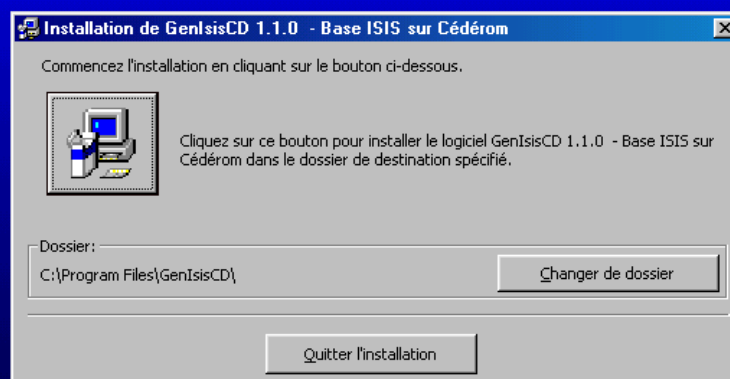 Installation de GenIsisCD 1.1.0 - Base ISIS sur Cédérom
Commencez l'installation en cliquant sur le bouton ci-dessous.
Cliquez sur ce bouton pour installer le logiciel GenIsisCD 1.1.0 - Base ISIS sur
Cédérom dans le dossier de destination spécifié.
Dossier:
C:\Program Files\GenIsisCD\
Changer de dossier
Quitter l'installation